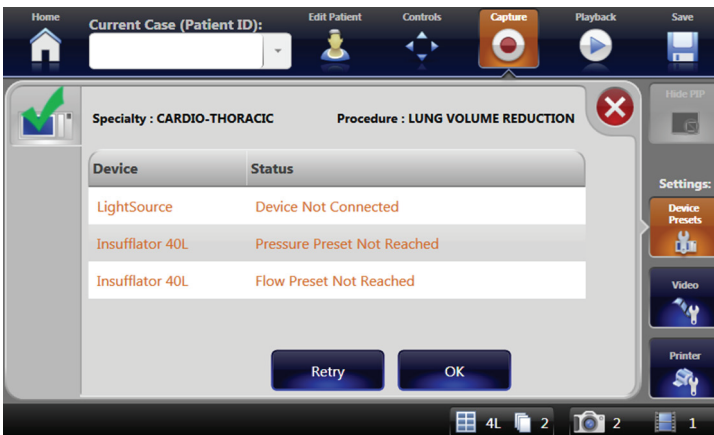 Home
Current Case (Patient ID):
Edit Patient
Controls
Capture
Playback
Save
Hide PIP
Specialty : CARDIO-THORACIC
Procedure : LUNG VOLUME REDUCTION
Device Status
LightSource Device Not Connected
Insufflator 40L Pressure Preset Not Reached
Insufflator 40L Flow Preset Not Reached
Retry
OK
Settings:
Device
Presets
Video
Printer
4L 2 2 1